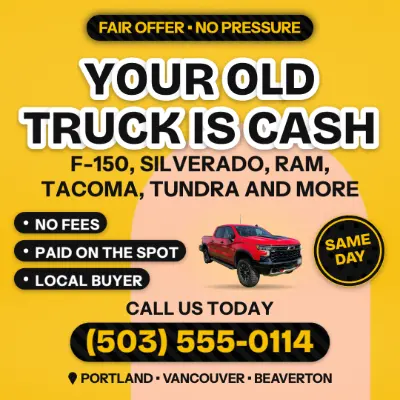 FAIR OFFER • NO PRESSURE
YOUR OLD
TRUCK IS CASH
F-150, SILVERADO, RAM,
TACOMA, TUNDRA AND MORE
• NO FEES
• PAID ON THE SPOT
• LOCAL BUYER
SAME
DAY
CALL US TODAY
(503) 555-0114
PORTLAND • VANCOUVER • BEAVERTON